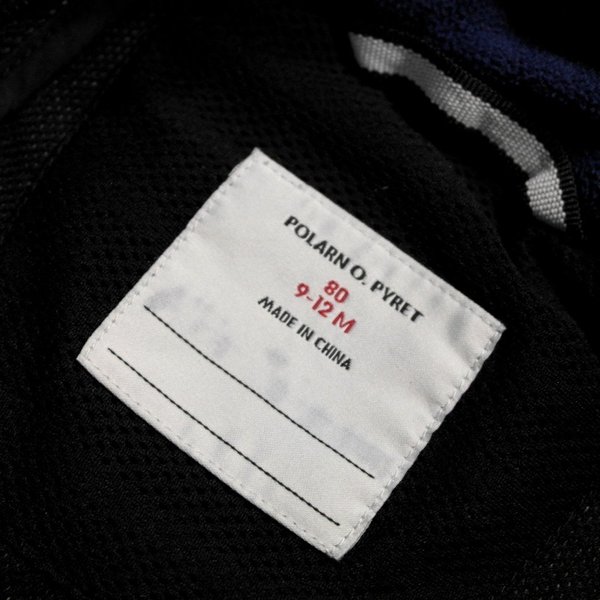 POLARN O. PYRET
80
9-12 M
MADE IN CHINA